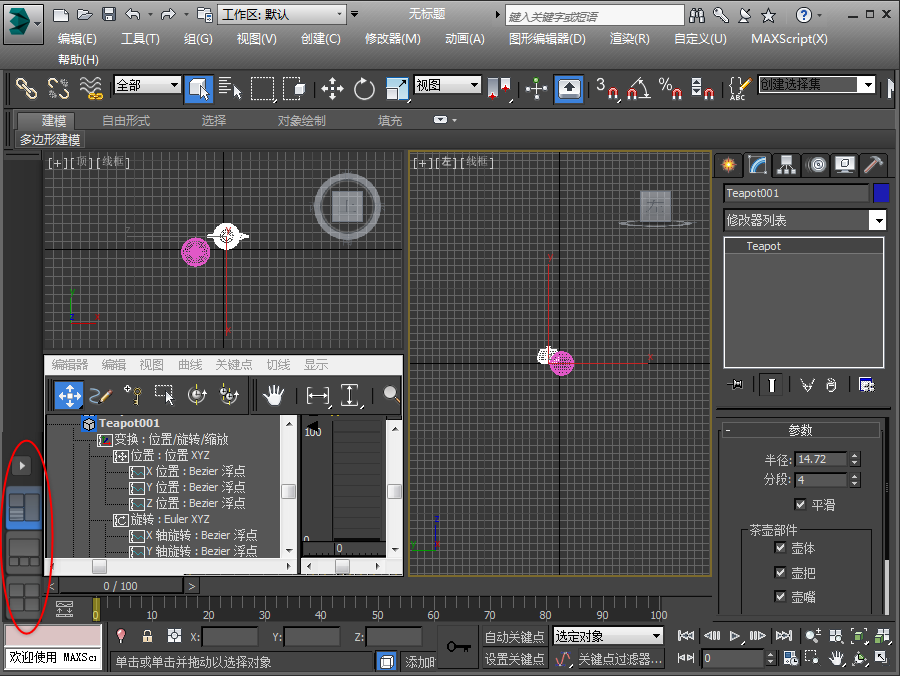 工作区: 默认 无标题 键入关键字或短语
编辑(E) 工具(T) 组(G) 视图(V) 创建(C) 修改器(M) 动画(A) 图形编辑器(D) 渲染(R) 自定义(U) MAXScript(X)
帮助(H)
全部 视图 3 % ABC 创建选择集
建模 自由形式 选择 对象绘制 填充
多边形建模
[+][顶][线框]
[+][左][线框]
上
左
Teapot001
修改器列表
Teapot
编辑器 编辑 视图 曲线 关键点 切线 显示
Teapot001
变换 : 位置/旋转/缩放
位置 : 位置 XYZ
X 位置 : Bezier 浮点
Y 位置 : Bezier 浮点
Z 位置 : Bezier 浮点
旋转 : Euler XYZ
X 轴旋转 : Bezier 浮点
Y 轴旋转 : Bezier 浮点
100
0
0
参数
半径: 14.72
分段: 4
平滑
茶壶部件
壶体
壶把
壶嘴
< 0 / 100 >
0 10 20 30 40 50 60 70 80 90 100
X: Y: Z: 自动关键点 选定对象
欢迎使用 MAXSc
单击或单击并拖动以选择对象 添加 设置关键点 关键点过滤器... 0